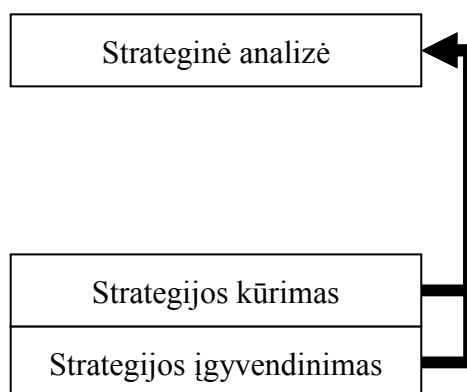 Strateginė analizė
Strategijos kūrimas
Strategijos įgyvendinimas